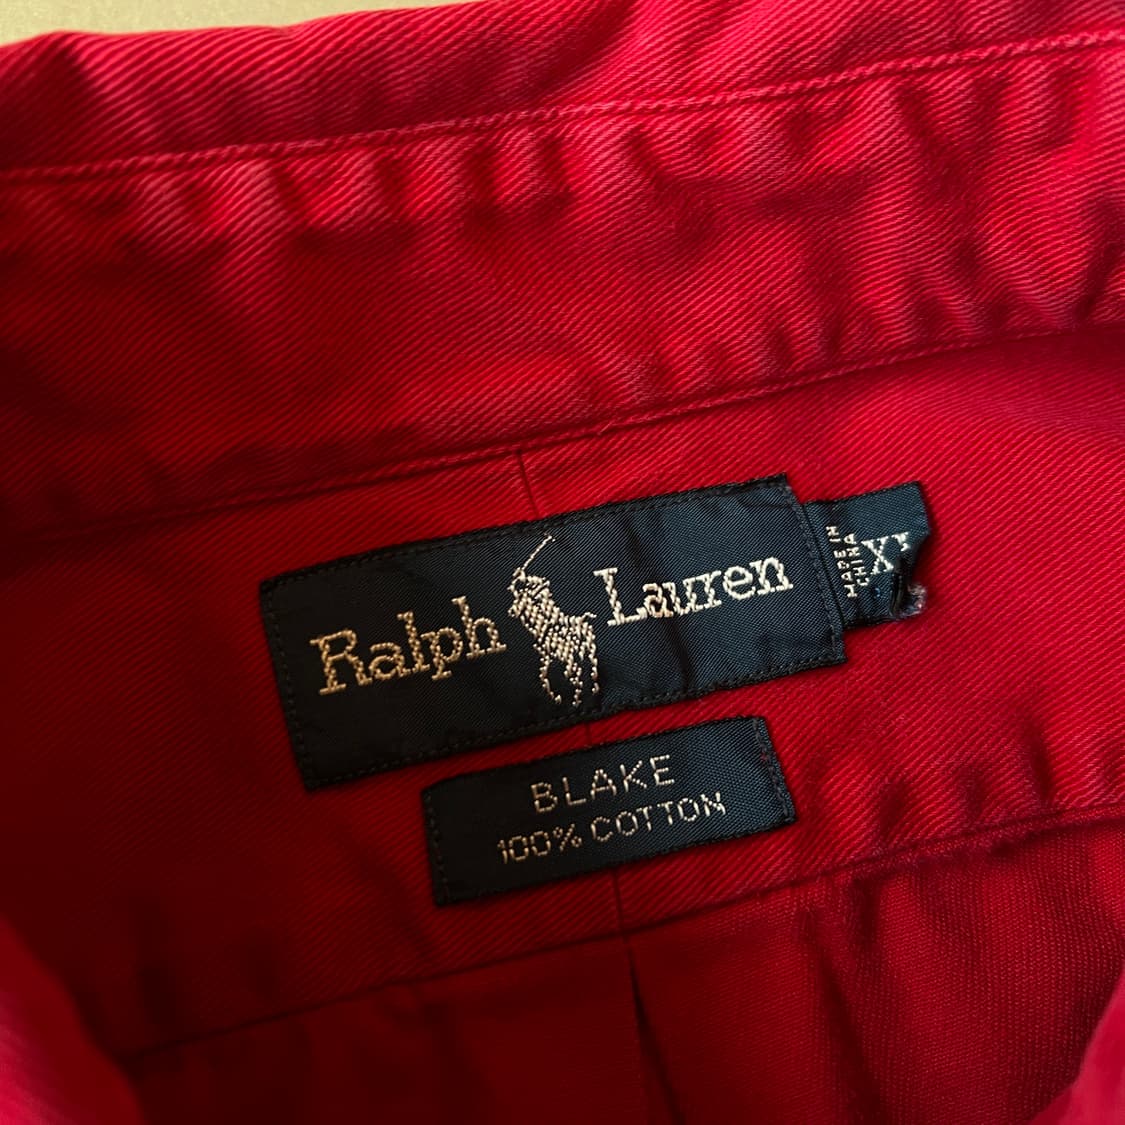 Ralph Lauren
MADE IN
CHINA
BLAKE
100% COTTON